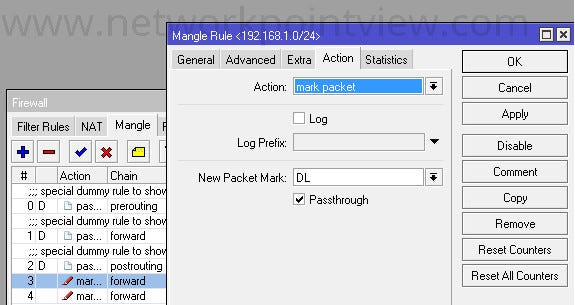 www.networkpointview.com
Mangle Rule <192.168.1.0/24>
General Advanced Extra Action Statistics
Action: mark packet
Log
Log Prefix:
New Packet Mark: DL
Passthrough
OK
Cancel
Apply
Disable
Comment
Copy
Remove
Reset Counters
Reset All Counters
Firewall
Filter Rules NAT Mangle
# Action Chain
;;; special dummy rule to show
0 D pas... prerouting
;;; special dummy rule to show
1 D pas... forward
;;; special dummy rule to show
2 D pas... postrouting
3 mar... forward
4 mar... forward